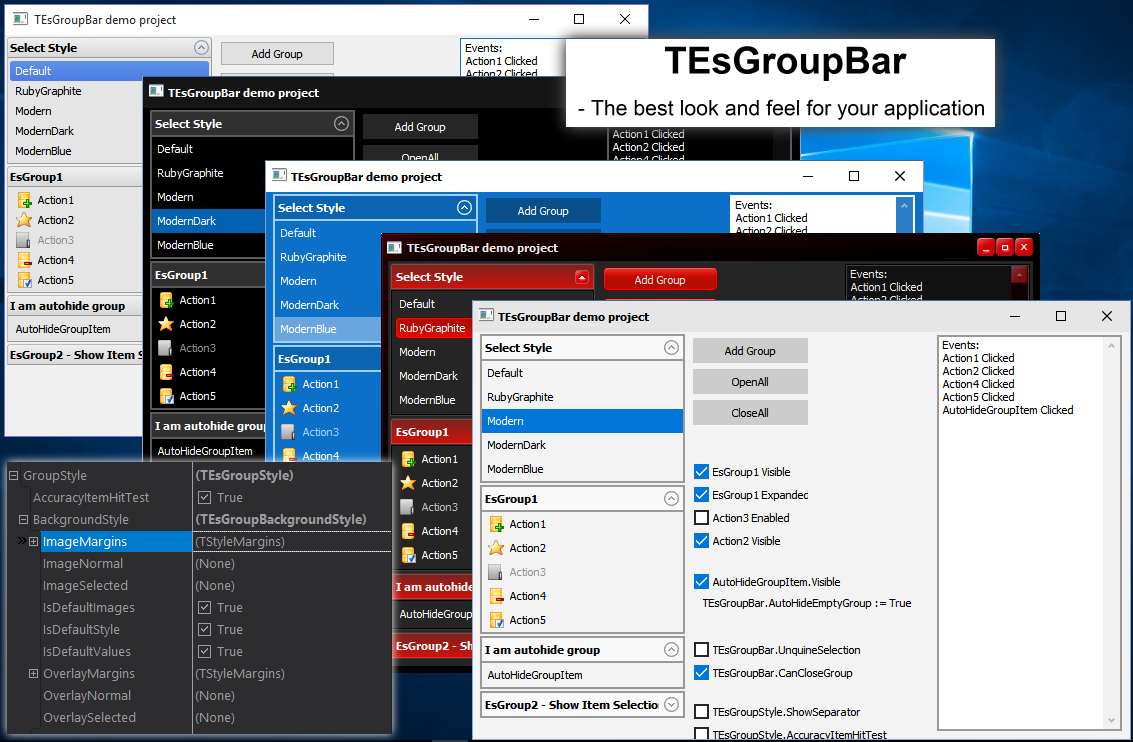 TEsGroupBar demo project
Select Style
Default
RubyGraphite
Modern
ModernDark
ModernBlue
EsGroup1
Action1
Action2
Action3
Action4
Action5
I am autohide group
AutoHideGroupItem
EsGroup2 - Show Item S
Add Group
Events:
Action1 Clicked
Action2 Clicked
TEsGroupBar
- The best look and feel for your application
TEsGroupBar demo project
Select Style
Default
RubyGraphite
Modern
ModernDark
ModernBlue
EsGroup1
Action1
Action2
Action3
Action4
Action5
I am autohide group
AutoHideGroupItem
Add Group
OpenAll
Action1 Clicked
Action2 Clicked
Action4 Clicked
TEsGroupBar demo project
Select Style
Default
RubyGraphite
Modern
ModernDark
ModernBlue
EsGroup1
Action1
Action2
Action3
Action4
Add Group
Events:
Action1 Clicked
Action2 Clicked
TEsGroupBar demo project
Select Style
Default
RubyGraphite
Modern
ModernDark
ModernBlue
EsGroup1
Action1
Action2
Action3
Action4
Action5
I am autohide
AutoHideGroup
EsGroup2 - Sh
Add Group
Events:
Action1 Clicked
Action2 Clicked
TEsGroupBar demo project
Select Style
Default
RubyGraphite
Modern
ModernDark
ModernBlue
EsGroup1
Action1
Action2
Action3
Action4
Action5
I am autohide group
AutoHideGroupItem
EsGroup2 - Show Item Selectio
Add Group
OpenAll
CloseAll
EsGroup1 Visible
EsGroup1 Expanded
Action3 Enabled
Action2 Visible
AutoHideGroupItem.Visible
TEsGroupBar.AutoHideEmptyGroup := True
TEsGroupBar.UnquineSelection
TEsGroupBar.CanCloseGroup
TEsGroupStyle.ShowSeparator
TEsGroupStyle.AccuracyItemHitTest
Events:
Action1 Clicked
Action2 Clicked
Action4 Clicked
Action5 Clicked
AutoHideGroupItem Clicked
GroupStyle (TEsGroupStyle)
AccuracyItemHitTest True
BackgroundStyle (TEsGroupBackgroundStyle)
ImageMargins (TStyleMargins)
ImageNormal (None)
ImageSelected (None)
IsDefaultImages True
IsDefaultStyle True
IsDefaultValues True
OverlayMargins (TStyleMargins)
OverlayNormal (None)
OverlaySelected (None)